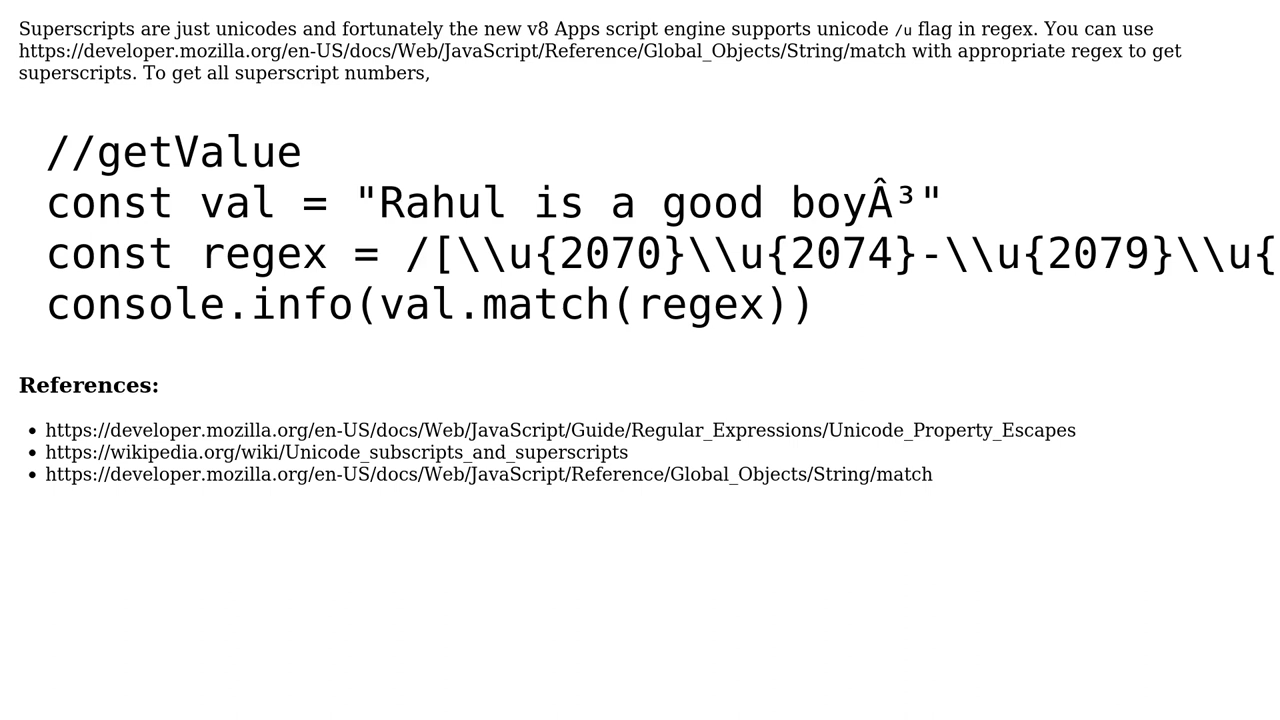 Superscripts are just unicodes and fortunately the new v8 Apps script engine supports unicode /u flag in regex. You can use
https://developer.mozilla.org/en-US/docs/Web/JavaScript/Reference/Global_Objects/String/match with appropriate regex to get
superscripts. To get all superscript numbers,
//getValue
const val = "Rahul is a good boyÂ³"
const regex = /[\\u{2070}\\u{2074}-\\u{2079}\\u{
console.info(val.match(regex))
References:
• https://developer.mozilla.org/en-US/docs/Web/JavaScript/Guide/Regular_Expressions/Unicode_Property_Escapes
• https://wikipedia.org/wiki/Unicode_subscripts_and_superscripts
• https://developer.mozilla.org/en-US/docs/Web/JavaScript/Reference/Global_Objects/String/match